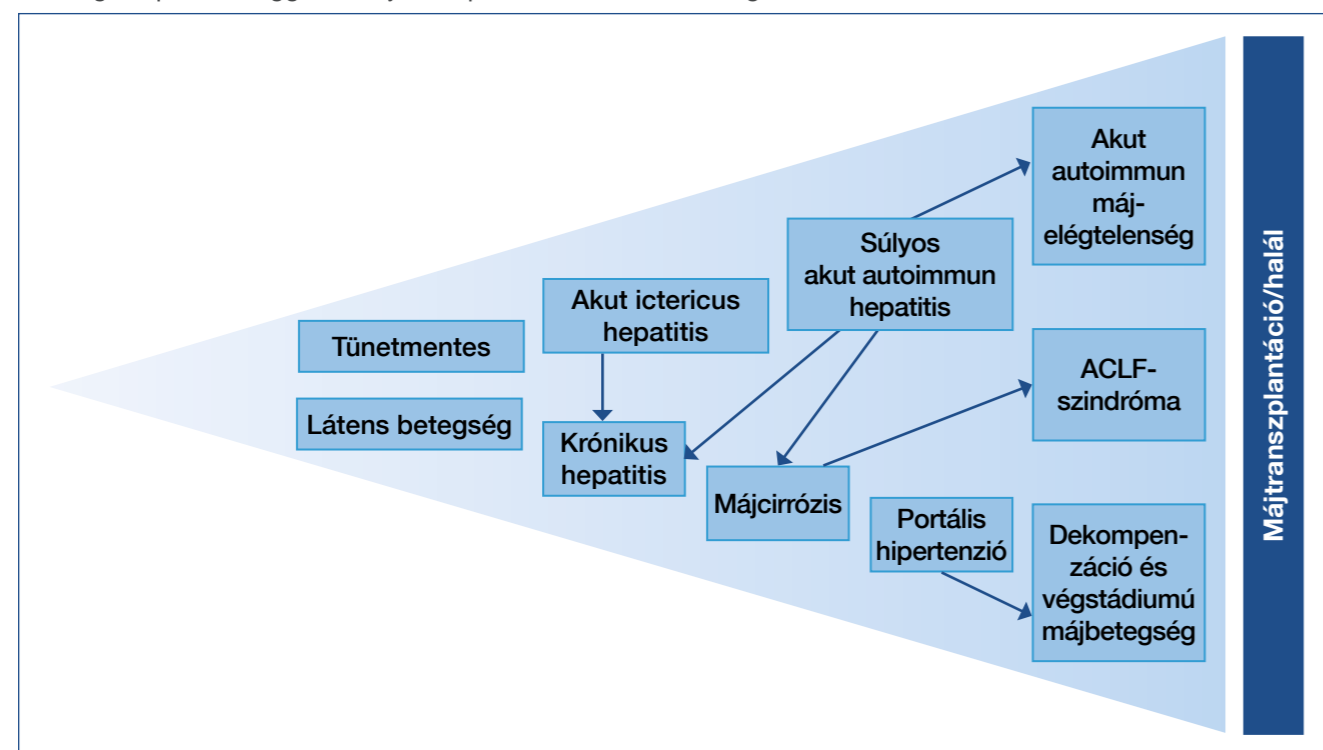 Tünetmentes
Látens betegség
Akut ictericus
hepatitis
Krónikus
hepatitis
Súlyos
akut autoimmun
hepatitis
Májcirrózis
Portális
hipertenzió
Akut
autoimmun
máj-
elégtelenség
ACLF-
szindróma
Dekompen-
záció és
végstádiumú
májbetegség
Májtranszplantáció/halál